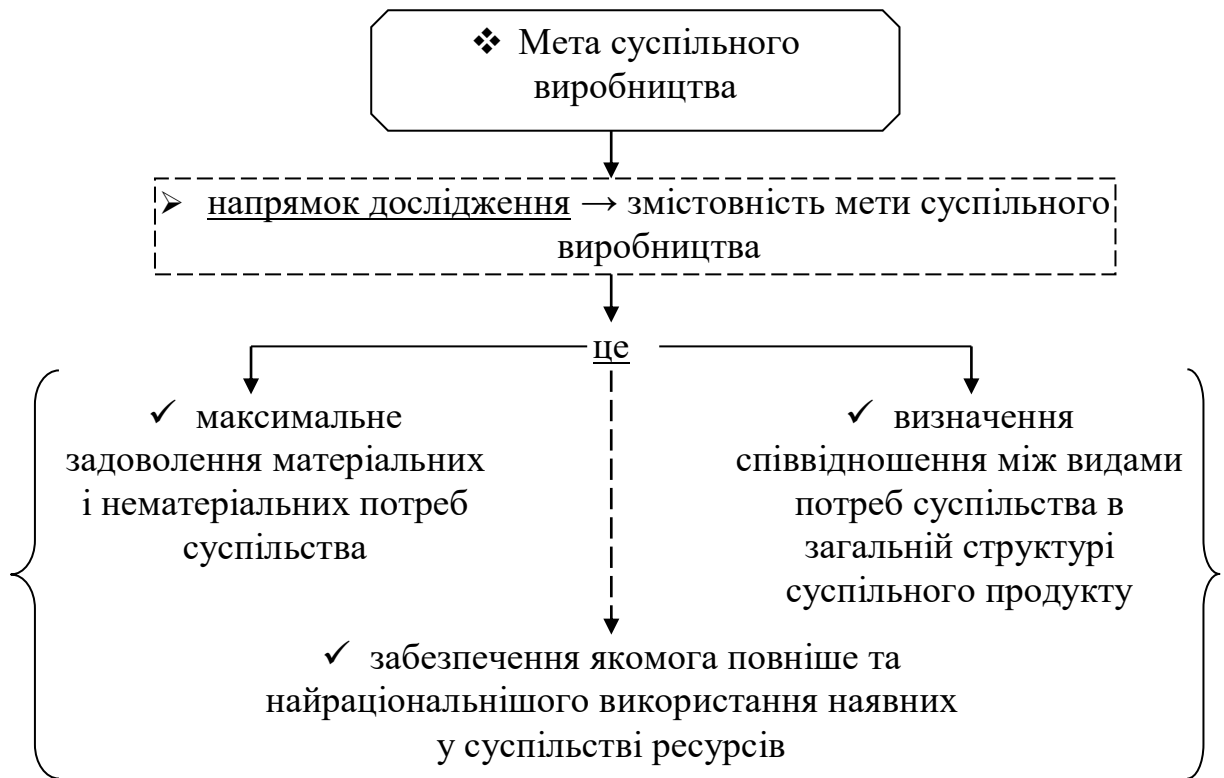 ❖ Мета суспільного
виробництва
➢ напрямок дослідження → змістовність мети суспільного
виробництва
це
✓ максимальне
задоволення матеріальних
і нематеріальних потреб
суспільства
✓ визначення
співвідношення між видами
потреб суспільства в
загальній структурі
суспільного продукту
✓ забезпечення якомога повніше та
найраціональнішого використання наявних
у суспільстві ресурсів